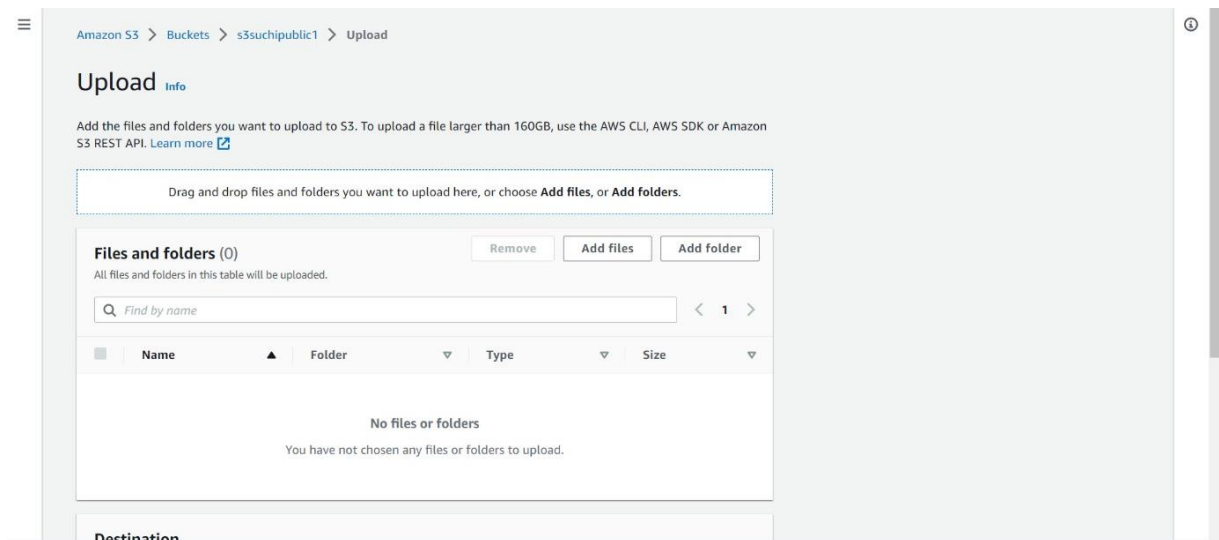 Amazon S3 > Buckets > s3suchipublic1 > Upload
Upload Info
Add the files and folders you want to upload to S3. To upload a file larger than 160GB, use the AWS CLI, AWS SDK or Amazon
S3 REST API. Learn more
Drag and drop files and folders you want to upload here, or choose Add files, or Add folders.
Files and folders (0)
Remove Add files Add folder
All files and folders in this table will be uploaded.
Find by name
< 1 >
Name Folder Type Size
No files or folders
You have not chosen any files or folders to upload.
Destination